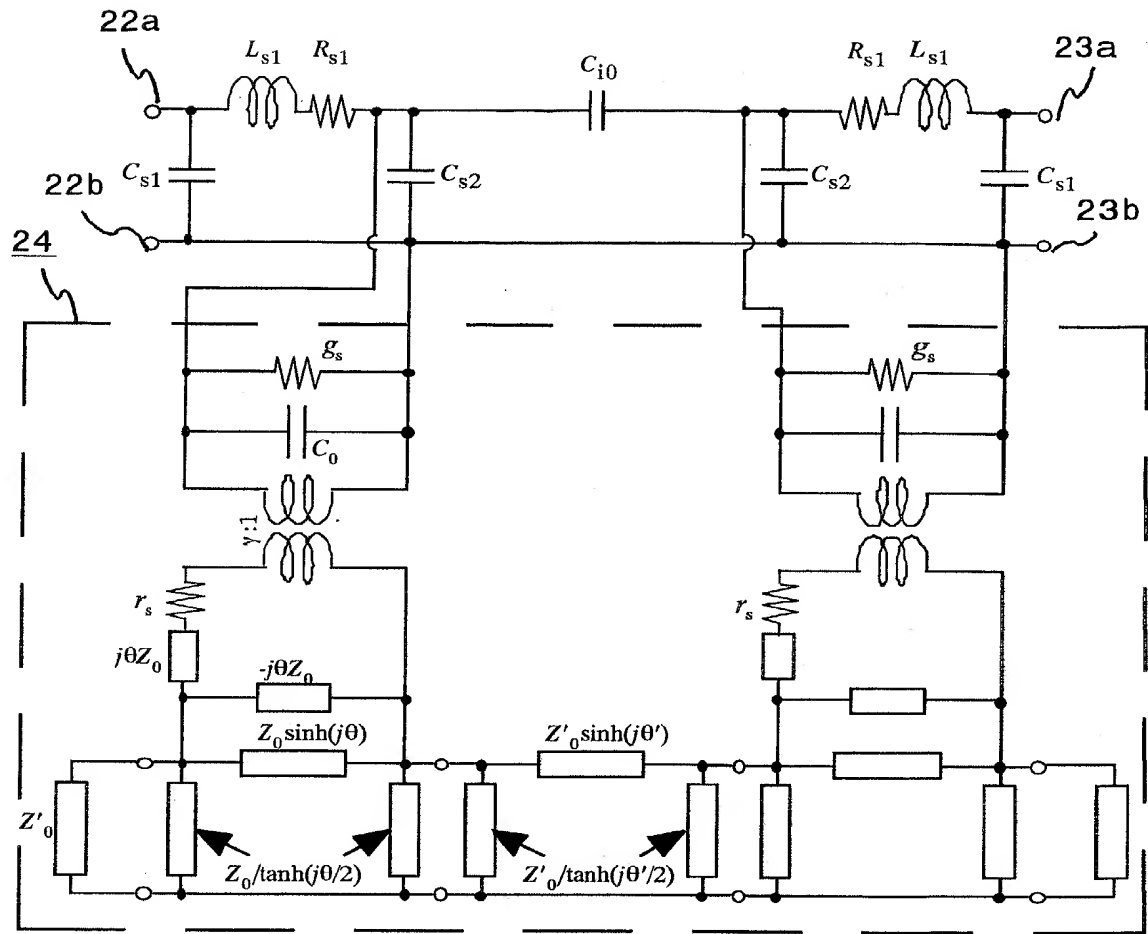 22a
L_s1
R_s1
C_i0
R_s1
L_s1
23a
C_s1
22b
C_s2
C_s2
C_s1
23b
24
g_s
g_s
C_0
γ:1
r_s
r_s
jθZ_0
-jθZ_0
Z_0sinh(jθ)
Z'_0sinh(jθ')
Z'_0
Z_0/tanh(jθ/2)
Z'_0/tanh(jθ'/2)